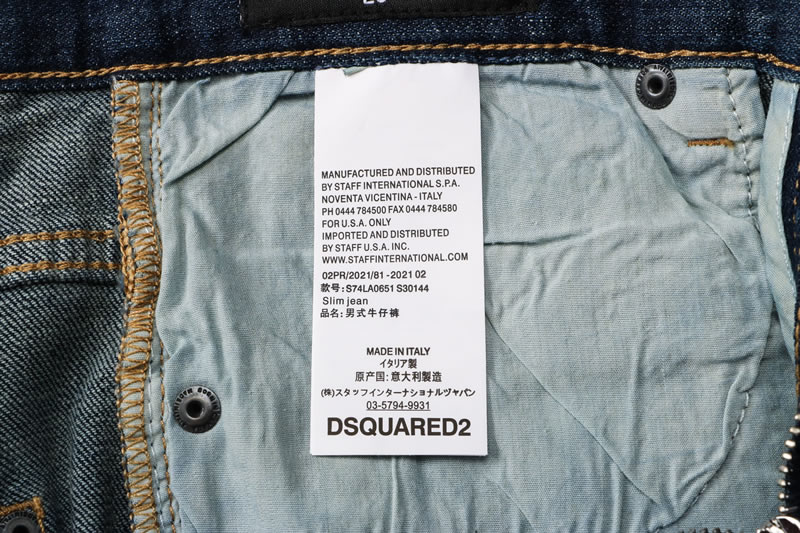 MANUFACTURED AND DISTRIBUTED
BY STAFF INTERNATIONAL S.P.A.
NOVENTA VICENTINA - ITALY
PH 0444 784500 FAX 0444 784580
FOR U.S.A. ONLY
IMPORTED AND DISTRIBUTED
BY STAFF U.S.A. INC.
WWW.STAFFINTERNATIONAL.COM
02PR/2021/81 - 2021 02
款号: S74LA0651 S30144
Slim jean
品名: 男式牛仔裤
MADE IN ITALY
イタリア製
原产国: 意大利製造
(株)スタッフインターナショナルヅャパン
03-5794-9931
DSQUARED2